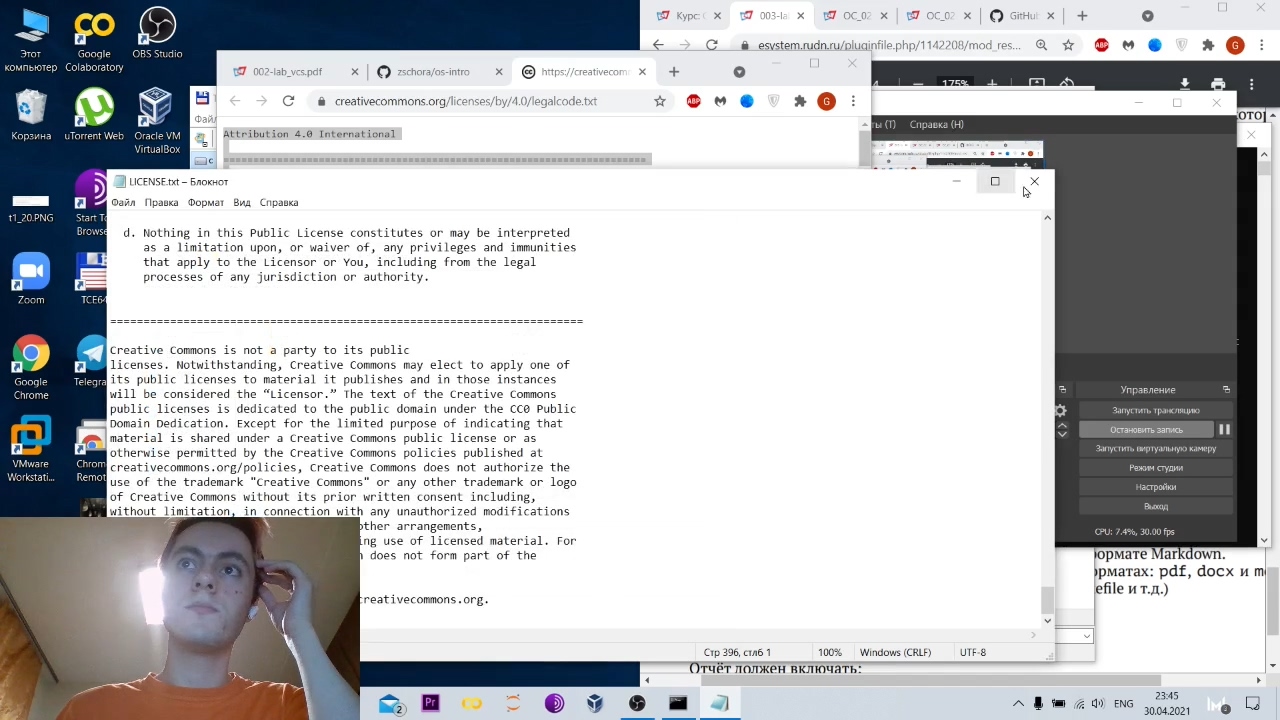 Этот компьютер
Google Colaboratory
OBS Studio
Корзина
uTorrent Web
Oracle VM VirtualBox
t1_20.PNG
Start To
Zoom
TCE64
Google Chrome
Telegra
VMware Workstati...
Chrom Remot
Курс:
003-la
ОС_02
ОС_02
GitHub
esystem.rudn.ru/pluginfile.php/1142208/mod_res...
ABP
G
175%
002-lab_vcs.pdf
zschora/os-intro
https://creativecom
creativecommons.org/licenses/by/4.0/legalcode.txt
ABP
G
Фай
Attribution 4.0 International
=======================================================================
ты (T) Справка (H)
LICENSE.txt – Блокнот
Файл Правка Формат Вид Справка
d. Nothing in this Public License constitutes or may be interpreted
as a limitation upon, or waiver of, any privileges and immunities
that apply to the Licensor or You, including from the legal
processes of any jurisdiction or authority.
=======================================================================
Creative Commons is not a party to its public
licenses. Notwithstanding, Creative Commons may elect to apply one of
its public licenses to material it publishes and in those instances
will be considered the “Licensor.” The text of the Creative Commons
public licenses is dedicated to the public domain under the CC0 Public
Domain Dedication. Except for the limited purpose of indicating that
material is shared under a Creative Commons public license or as
otherwise permitted by the Creative Commons policies published at
creativecommons.org/policies, Creative Commons does not authorize the
use of the trademark "Creative Commons" or any other trademark or logo
of Creative Commons without its prior written consent including,
without limitation, in connection with any unauthorized modifications
other arrangements,
ing use of licensed material. For
does not form part of the
creativecommons.org.
Стр 396, стлб 1
100%
Windows (CRLF)
UTF-8
Управление
Запустить трансляцию
Остановить запись
Запустить виртуальную камеру
Режим студии
Настройки
Выход
CPU: 7.4%, 30.00 fps
ормате Markdown.
орматах: pdf, docx и m
efile и т.д.)
Отчёт должен включать:
2
Pr
ENG
23:45
30.04.2021